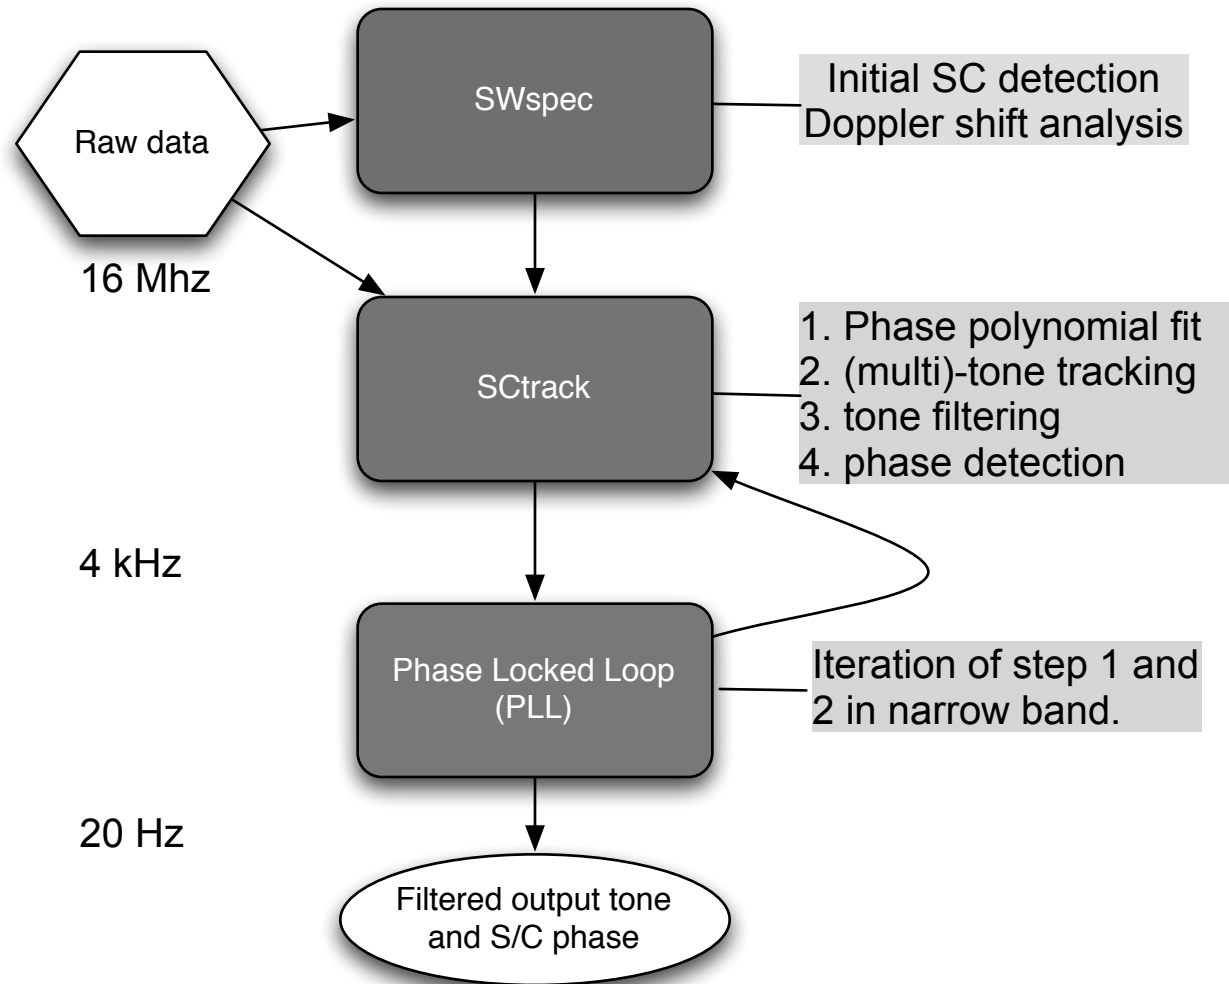 SWspec
Initial SC detection
Doppler shift analysis
Raw data
16 Mhz
SCtrack
1. Phase polynomial fit
2. (multi)-tone tracking
3. tone filtering
4. phase detection
4 kHz
Phase Locked Loop
(PLL)
Iteration of step 1 and
2 in narrow band.
20 Hz
Filtered output tone
and S/C phase